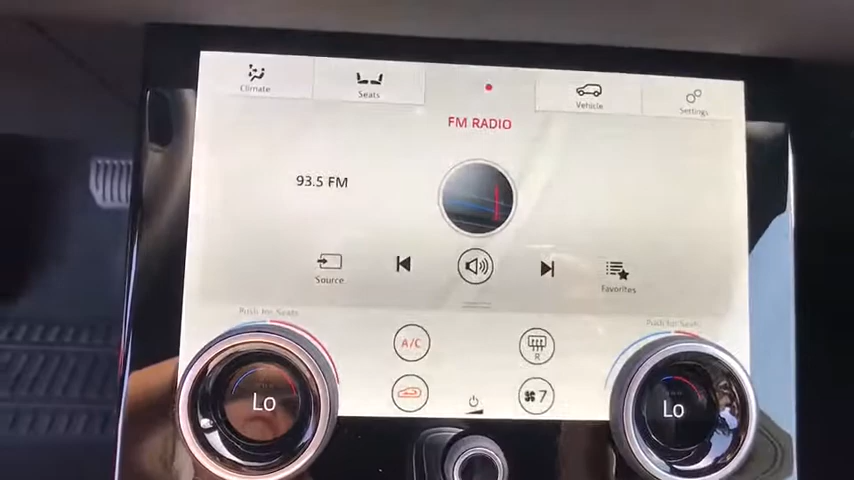 Climate
Seats
Vehicle
Settings
FM RADIO
93.5 FM
Source
Favorites
Push for Seats
Push for Seats
A/C
R
7
Lo
Lo